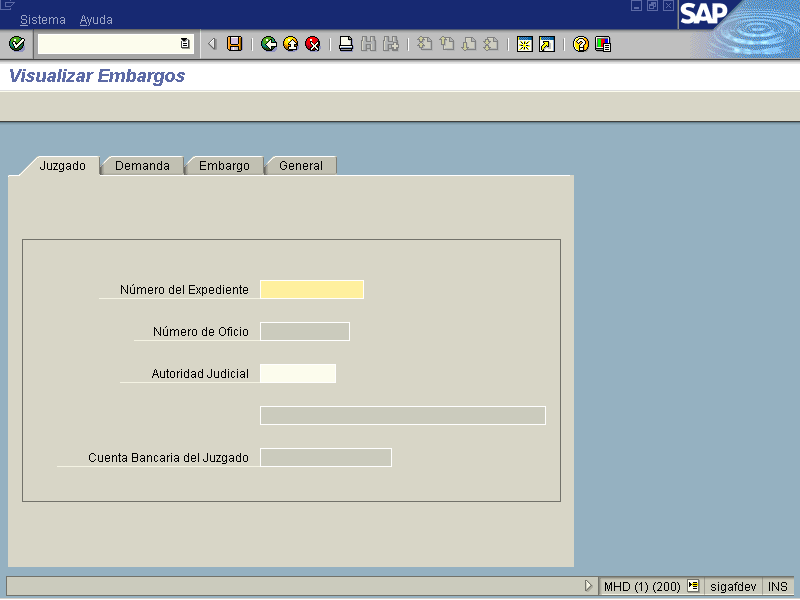 Sistema Ayuda
SAP
Visualizar Embargos
Juzgado Demanda Embargo General
Número del Expediente
Número de Oficio
Autoridad Judicial
Cuenta Bancaria del Juzgado
MHD (1) (200) sigafdev INS